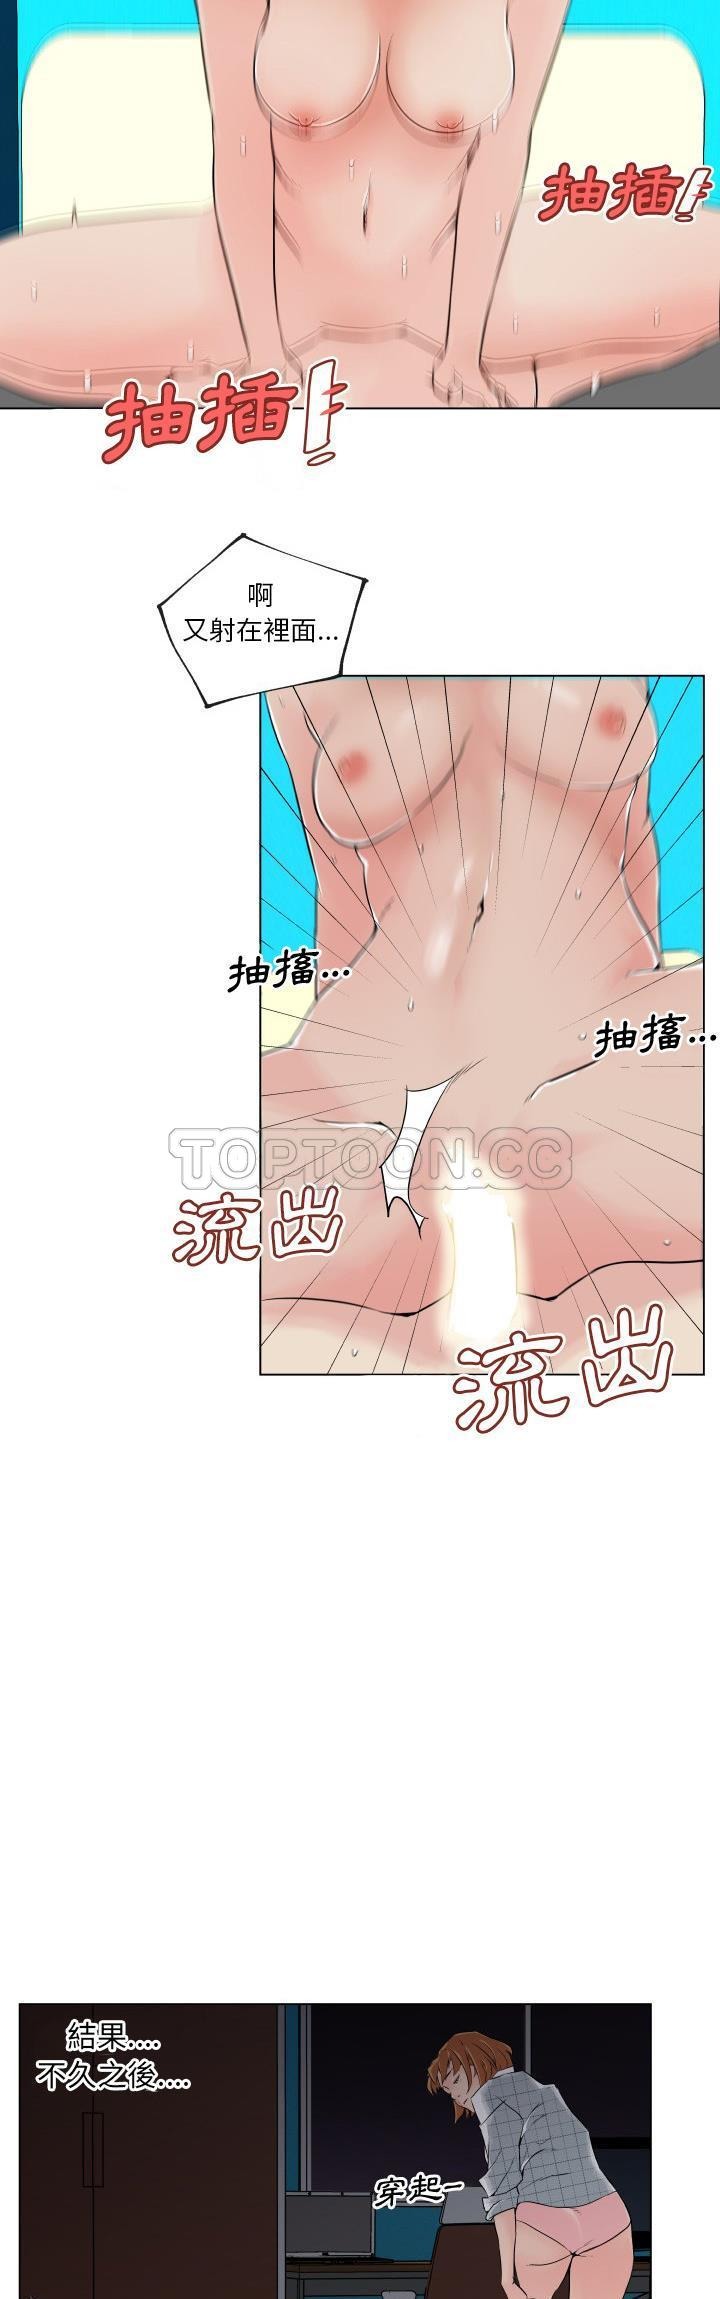 抽插!
抽插!
啊
又射在裡面...
抽搐...
抽搐...
TOPTOON.CC
流出
流出
結果....
不久之後....
穿起~